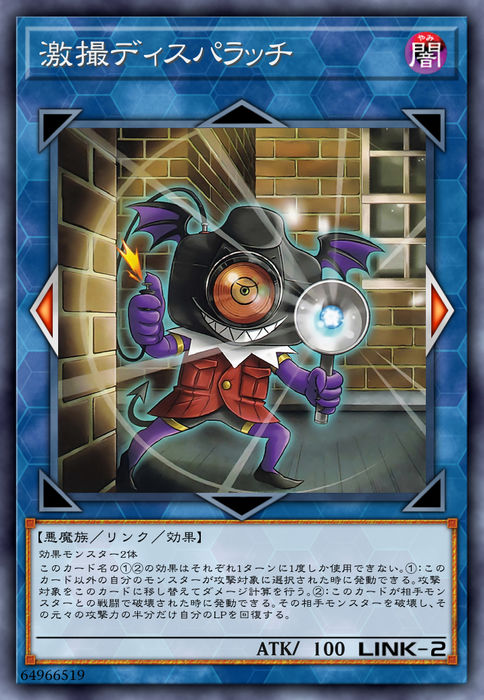 激撮ディスパラッチ
やみ
闇
【悪魔族／リンク／効果】
効果モンスター2体
このカード名の①②の効果はそれぞれ1ターンに1度しか使用できない。①：この
カード以外の自分のモンスターが攻撃対象に選択された時に発動できる。攻撃
対象をこのカードに移し替えてダメージ計算を行う。②：このカードが相手モン
スターとの戦闘で破壊された時に発動できる。その相手モンスターを破壊し、そ
の元々の攻撃力の半分だけ自分のLPを回復する。
ATK/ 100 LINK-2
64966519